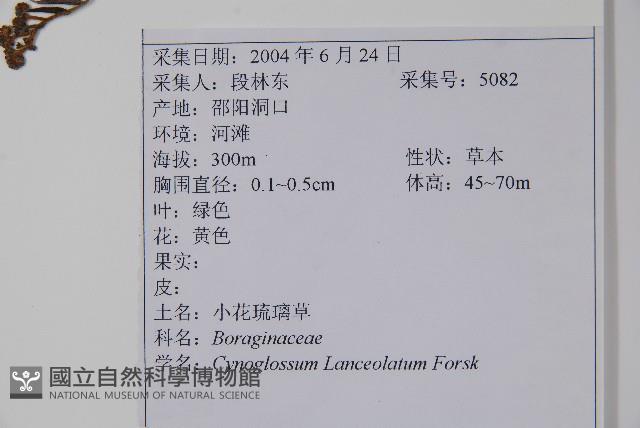 采集日期：2004 年 6 月 24 日
采集人：段林东 采集号：5082
产地：邵阳洞口
环境：河滩
海拔：300m 性状：草本
胸围直径：0.1~0.5cm 体高：45~70m
叶：绿色
花：黄色
果实：
皮：
土名：小花琉璃草
科名：Boraginaceae
学名：Cynoglossum Lanceolatum Forsk
國立自然科學博物館
NATIONAL MUSEUM OF NATURAL SCIENCE